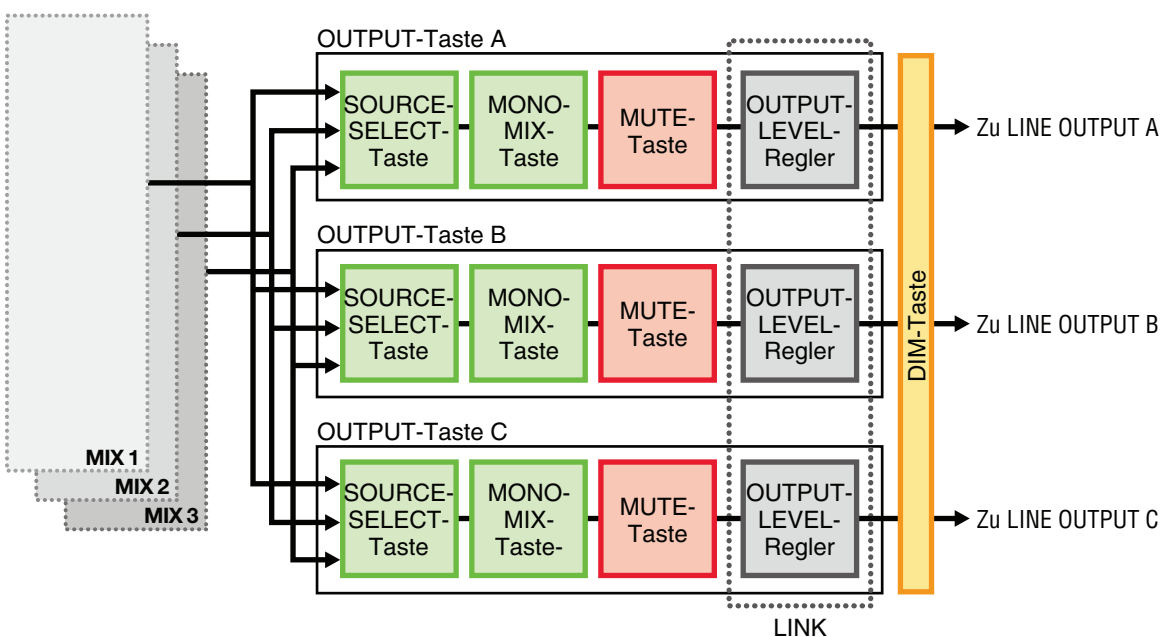 OUTPUT-Taste A
SOURCE-
SELECT-
Taste
MONO-
MIX-
Taste
MUTE-
Taste
OUTPUT-
LEVEL-
Regler
Zu LINE OUTPUT A
OUTPUT-Taste B
SOURCE-
SELECT-
Taste
MONO-
MIX-
Taste
MUTE-
Taste
OUTPUT-
LEVEL-
Regler
Zu LINE OUTPUT B
DIM-Taste
OUTPUT-Taste C
SOURCE-
SELECT-
Taste
MONO-
MIX-
Taste-
MUTE-
Taste
OUTPUT-
LEVEL-
Regler
Zu LINE OUTPUT C
MIX 1
MIX 2
MIX 3
LINK